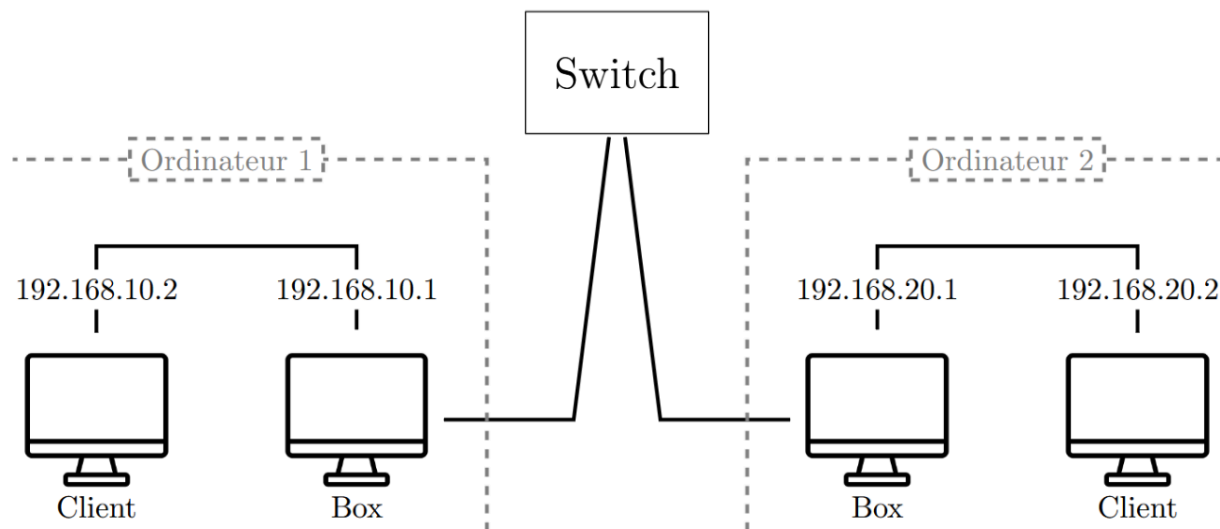 Switch
Ordinateur 1
Ordinateur 2
192.168.10.2
192.168.10.1
192.168.20.1
192.168.20.2
Client
Box
Box
Client